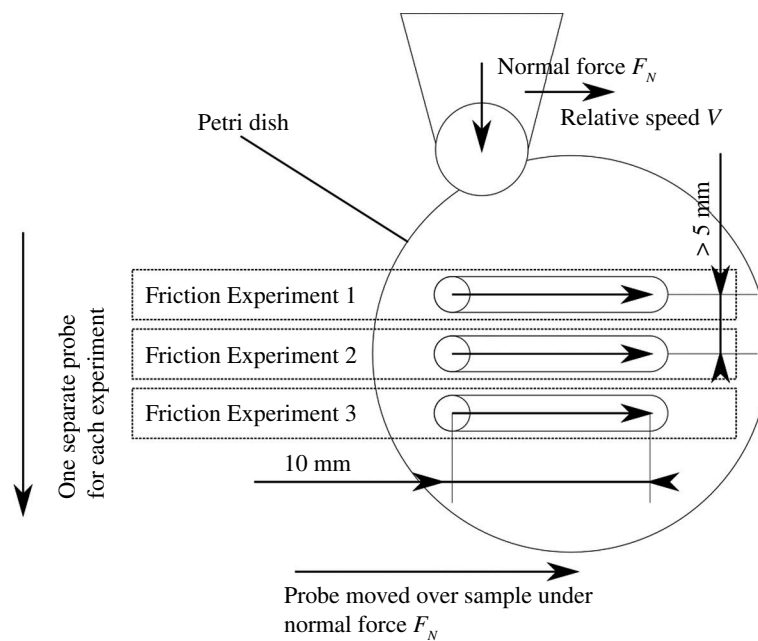 Normal force F_N
Relative speed V
Petri dish
> 5 mm
Friction Experiment 1
Friction Experiment 2
Friction Experiment 3
One separate probe
for each experiment
10 mm
Probe moved over sample under
normal force F_N